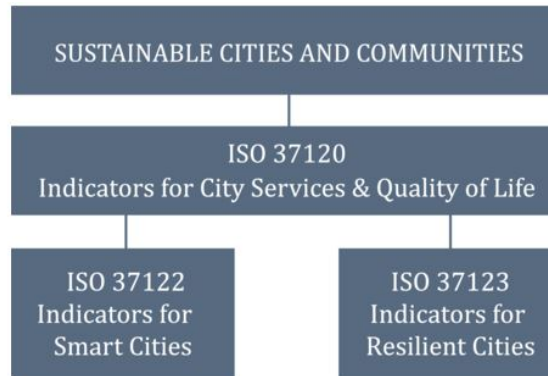 SUSTAINABLE CITIES AND COMMUNITIES
ISO 37120
Indicators for City Services & Quality of Life
ISO 37122
Indicators for
Smart Cities
ISO 37123
Indicators for
Resilient Cities